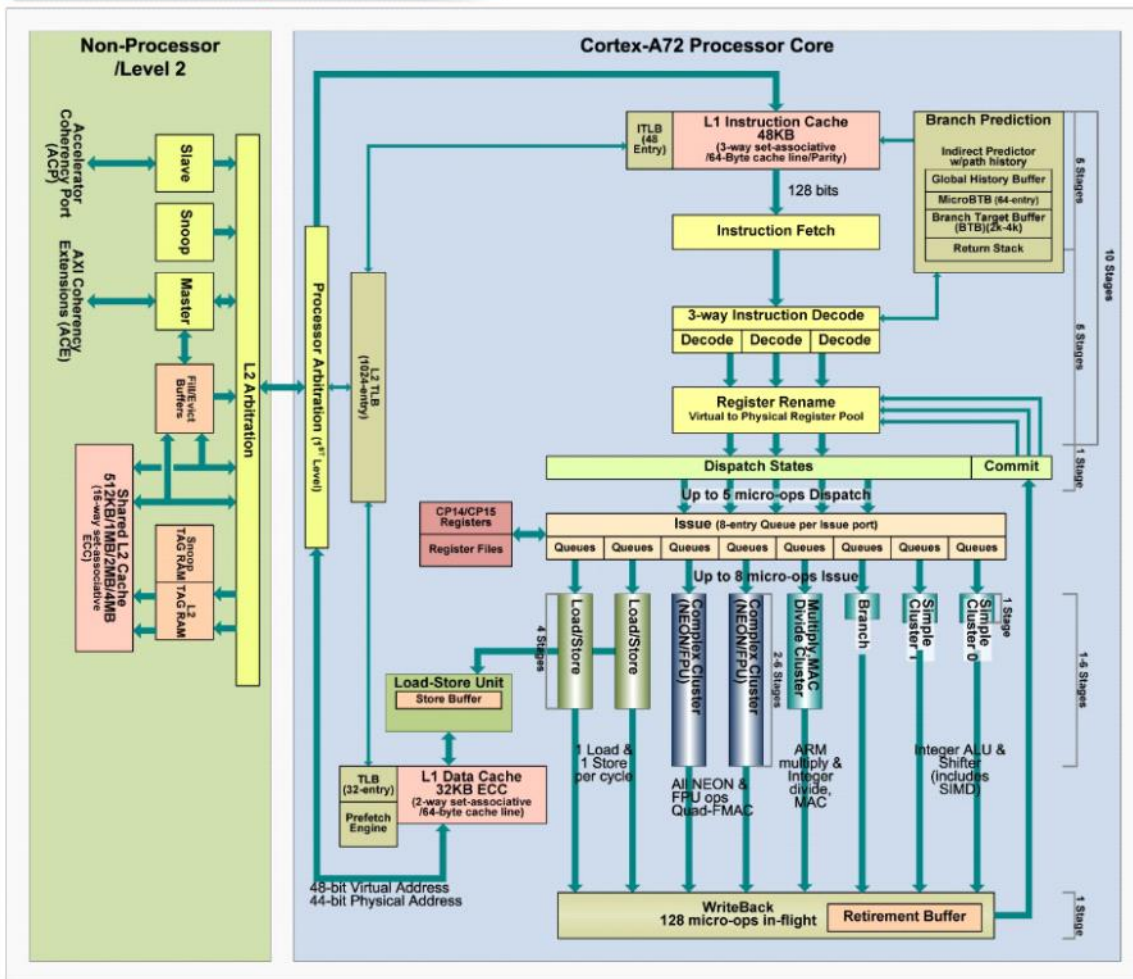 Non-Processor
/Level 2
Accelerator
Coherency Port
(ACP)
Slave
Snoop
AXI Coherency
Extensions (ACE)
Master
Fill/Evict
Buffers
L2 Arbitration
Shared L2 Cache
512KB/1MB/2MB/4MB
(16-way set-associative
ECC)
Snoop
TAG RAM
L2
TAG RAM
Cortex-A72 Processor Core
Processor Arbitration (1ST Level)
L2 TLB
(1024-entry)
ITLB
(48
Entry)
L1 Instruction Cache
48KB
(3-way set-associative
/64-Byte cache line/Parity)
Branch Prediction
Indirect Predictor
w/path history
Global History Buffer
MicroBTB (64-entry)
Branch Target Buffer
(BTB)(2k-4k)
Return Stack
5 Stages
128 bits
Instruction Fetch
10 Stages
3-way Instruction Decode
Decode
Decode
Decode
5 Stages
Register Rename
Virtual to Physical Register Pool
Dispatch States
Commit
1
Stage
Up to 5 micro-ops Dispatch
CP14/CP15
Registers
Register Files
Issue (8-entry Queue per Issue port)
Queues
Queues
Queues
Queues
Queues
Queues
Queues
Queues
Up to 8 micro-ops Issue
4 Stages
Load/Store
Load/Store
Complex Cluster
(NEON/FPU)
Complex Cluster
(NEON/FPU)
2-6 Stages
Multiply, MAC
Divide Cluster
Branch
Simple
Cluster 1
Simple
Cluster 0
1 Stage
1-6 Stages
Load-Store Unit
Store Buffer
TLB
(32-entry)
Prefetch
Engine
L1 Data Cache
32KB ECC
(2-way set-associative
/64-byte cache line)
1 Load &
1 Store
per cycle
All NEON &
FPU ops
Quad-FMAC
ARM
multiply &
Integer
divide,
MAC
Integer ALU &
Shifter
(includes
SIMD)
48-bit Virtual Address
44-bit Physical Address
WriteBack
128 micro-ops in-flight
Retirement Buffer
1 Stage